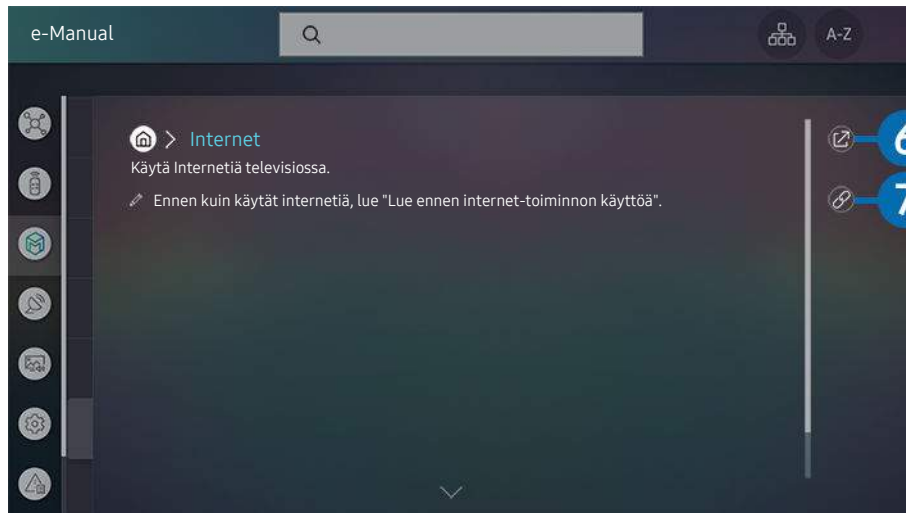 e-Manual
A-Z
Internet
6
Käytä Internetiä televisiossa.
Ennen kuin käytät internetiä, lue "Lue ennen internet-toiminnon käyttöä".
7